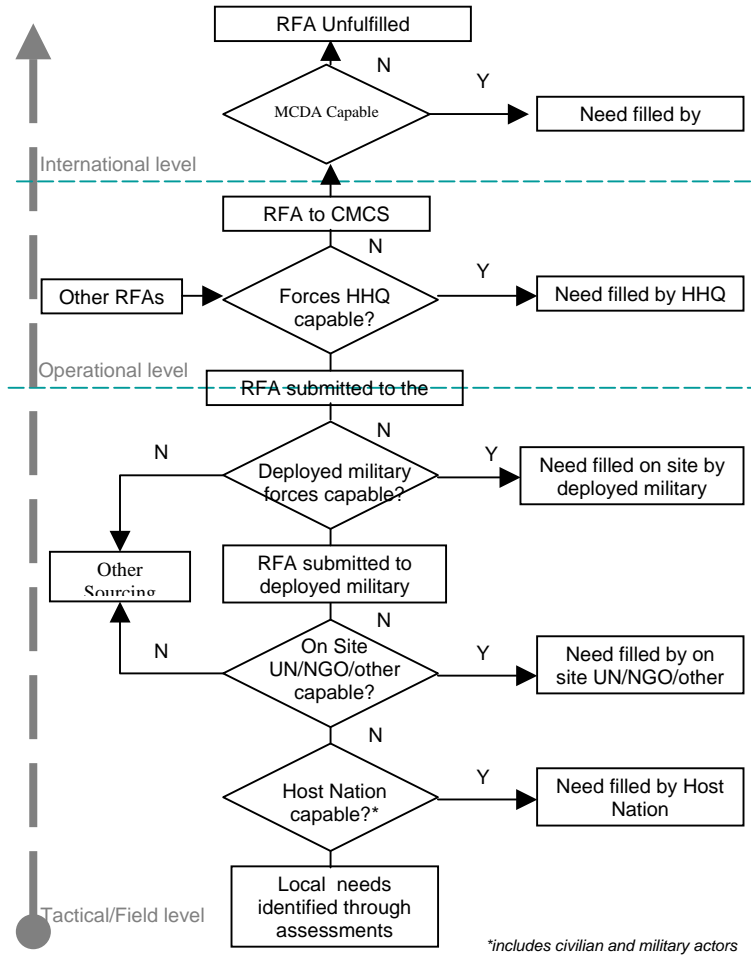 RFA Unfulfilled
N
Y
MCDA Capable
Need filled by
International level
RFA to CMCS
N
Y
Other RFAs
Forces HHQ
capable?
Need filled by HHQ
Operational level
RFA submitted to the
N
N
Y
Deployed military
forces capable?
Need filled on site by
deployed military
Other
Sourcing
RFA submitted to
deployed military
N
N
Y
On Site
UN/NGO/other
capable?
Need filled by on
site UN/NGO/other
N
Y
Host Nation
capable?*
Need filled by Host
Nation
Local needs
identified through
assessments
Tactical/Field level
*includes civilian and military actors